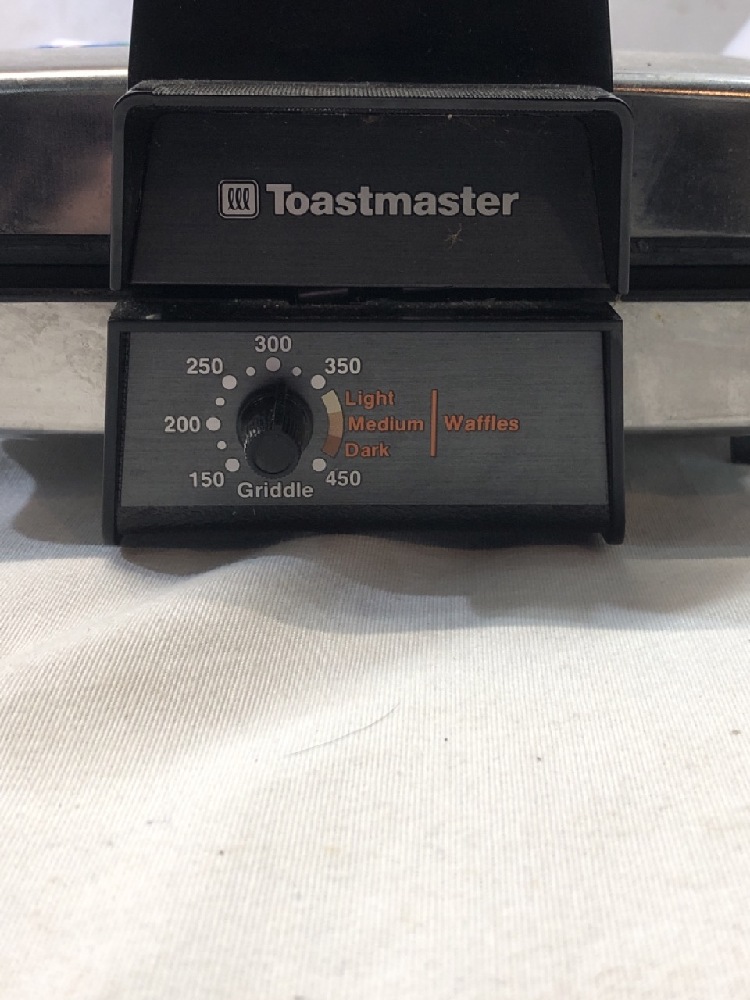 Toastmaster
300
250 350
200
150 450
Griddle
Light
Medium
Dark
Waffles